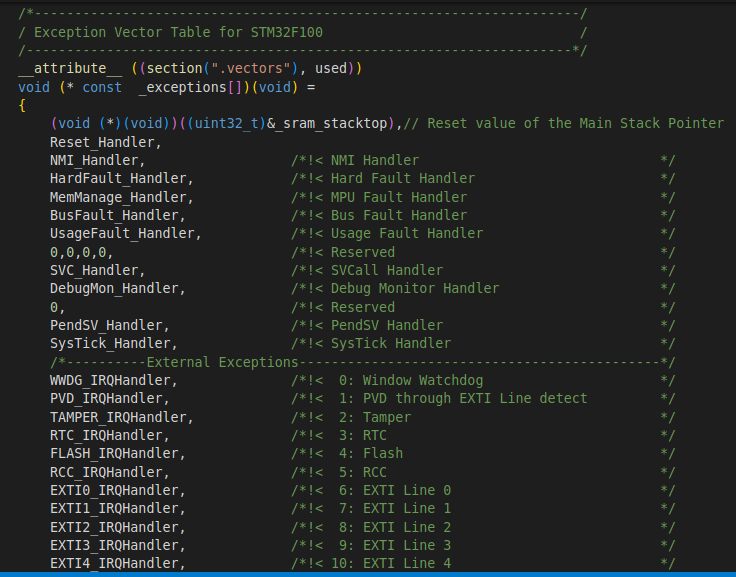 /*--------------------------------------------------------------------/
/ Exception Vector Table for STM32F100                                /
/--------------------------------------------------------------------*/
__attribute__ ((section(".vectors"), used))
void (* const  _exceptions[])(void) =
{
    (void (*)(void))((uint32_t)&_sram_stacktop),// Reset value of the Main Stack Pointer
    Reset_Handler,
    NMI_Handler,                  /*!< NMI Handler                              */
    HardFault_Handler,            /*!< Hard Fault Handler                       */
    MemManage_Handler,            /*!< MPU Fault Handler                        */
    BusFault_Handler,             /*!< Bus Fault Handler                        */
    UsageFault_Handler,           /*!< Usage Fault Handler                      */
    0,0,0,0,                      /*!< Reserved                                 */
    SVC_Handler,                  /*!< SVCall Handler                           */
    DebugMon_Handler,             /*!< Debug Monitor Handler                    */
    0,                            /*!< Reserved                                 */
    PendSV_Handler,               /*!< PendSV Handler                           */
    SysTick_Handler,              /*!< SysTick Handler                          */
    /*----------External Exceptions---------------------------------------------*/
    WWDG_IRQHandler,              /*!<  0: Window Watchdog                      */
    PVD_IRQHandler,               /*!<  1: PVD through EXTI Line detect         */
    TAMPER_IRQHandler,            /*!<  2: Tamper                               */
    RTC_IRQHandler,               /*!<  3: RTC                                  */
    FLASH_IRQHandler,             /*!<  4: Flash                                */
    RCC_IRQHandler,               /*!<  5: RCC                                  */
    EXTI0_IRQHandler,             /*!<  6: EXTI Line 0                          */
    EXTI1_IRQHandler,             /*!<  7: EXTI Line 1                          */
    EXTI2_IRQHandler,             /*!<  8: EXTI Line 2                          */
    EXTI3_IRQHandler,             /*!<  9: EXTI Line 3                          */
    EXTI4_IRQHandler,             /*!< 10: EXTI Line 4                          */